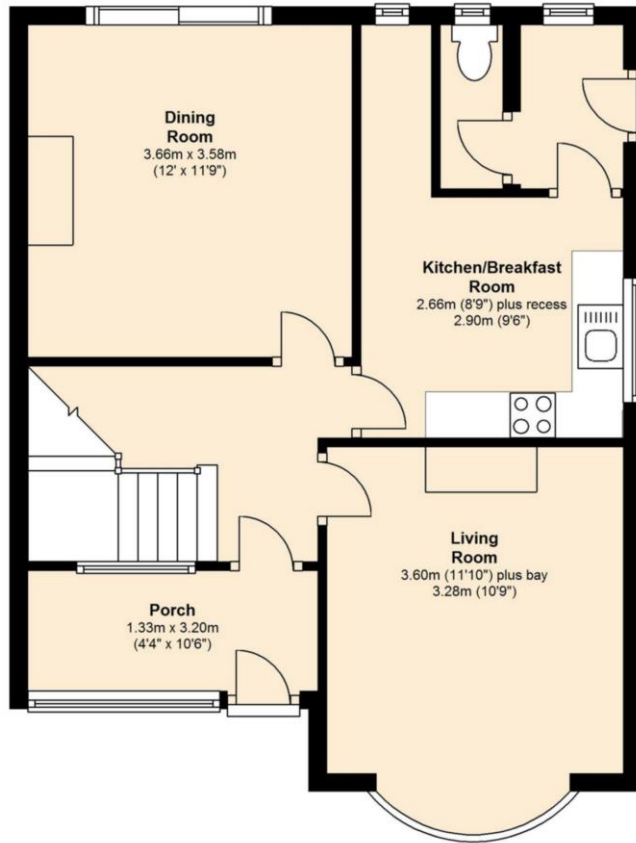 Dining
Room
3.66m x 3.58m
(12' x 11'9")
Kitchen/Breakfast
Room
2.66m (8'9") plus recess
2.90m (9'6")
Living
Room
3.60m (11'10") plus bay
3.28m (10'9")
Porch
1.33m x 3.20m
(4'4" x 10'6")